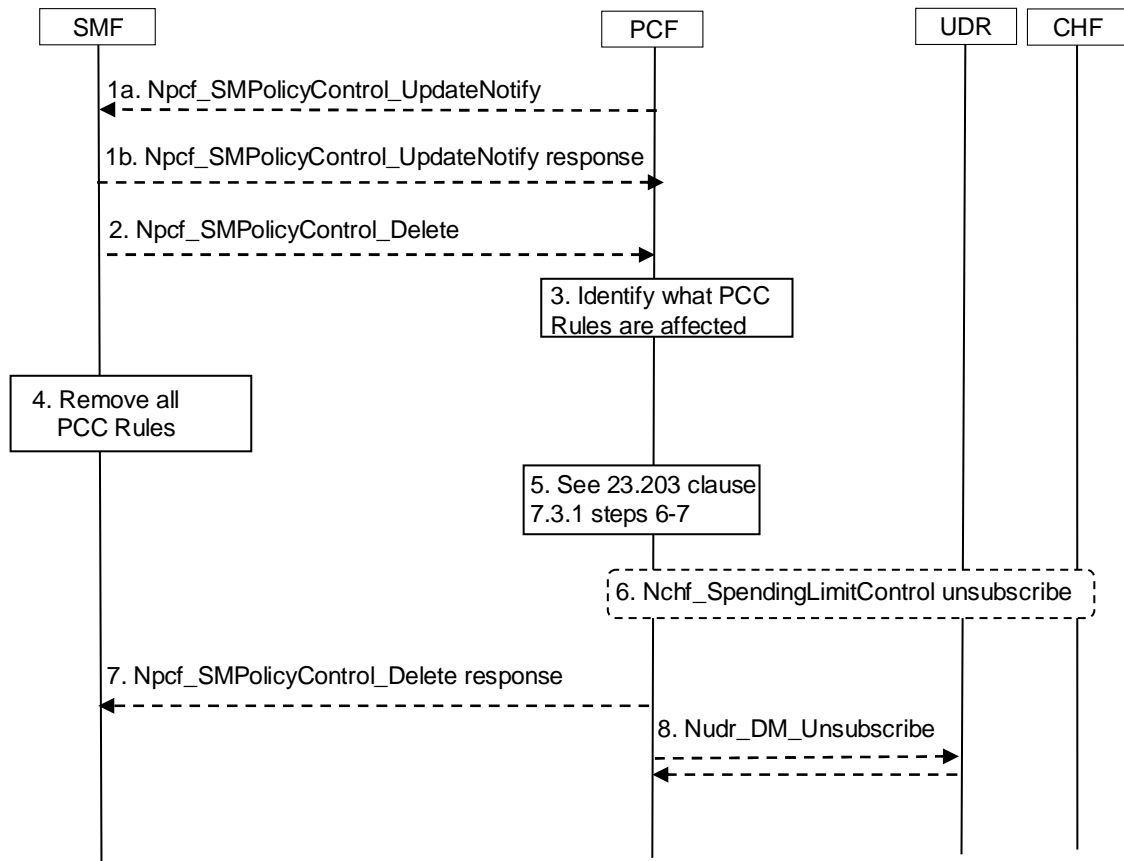 SMF
PCF
UDR
CHF
1a. Npcf_SMPolicyControl_UpdateNotify
1b. Npcf_SMPolicyControl_UpdateNotify response
2. Npcf_SMPolicyControl_Delete
3. Identify what PCC
Rules are affected
4. Remove all
PCC Rules
5. See 23.203 clause
7.3.1 steps 6-7
6. Nchf_SpendingLimitControl unsubscribe
7. Npcf_SMPolicyControl_Delete response
8. Nudr_DM_Unsubscribe